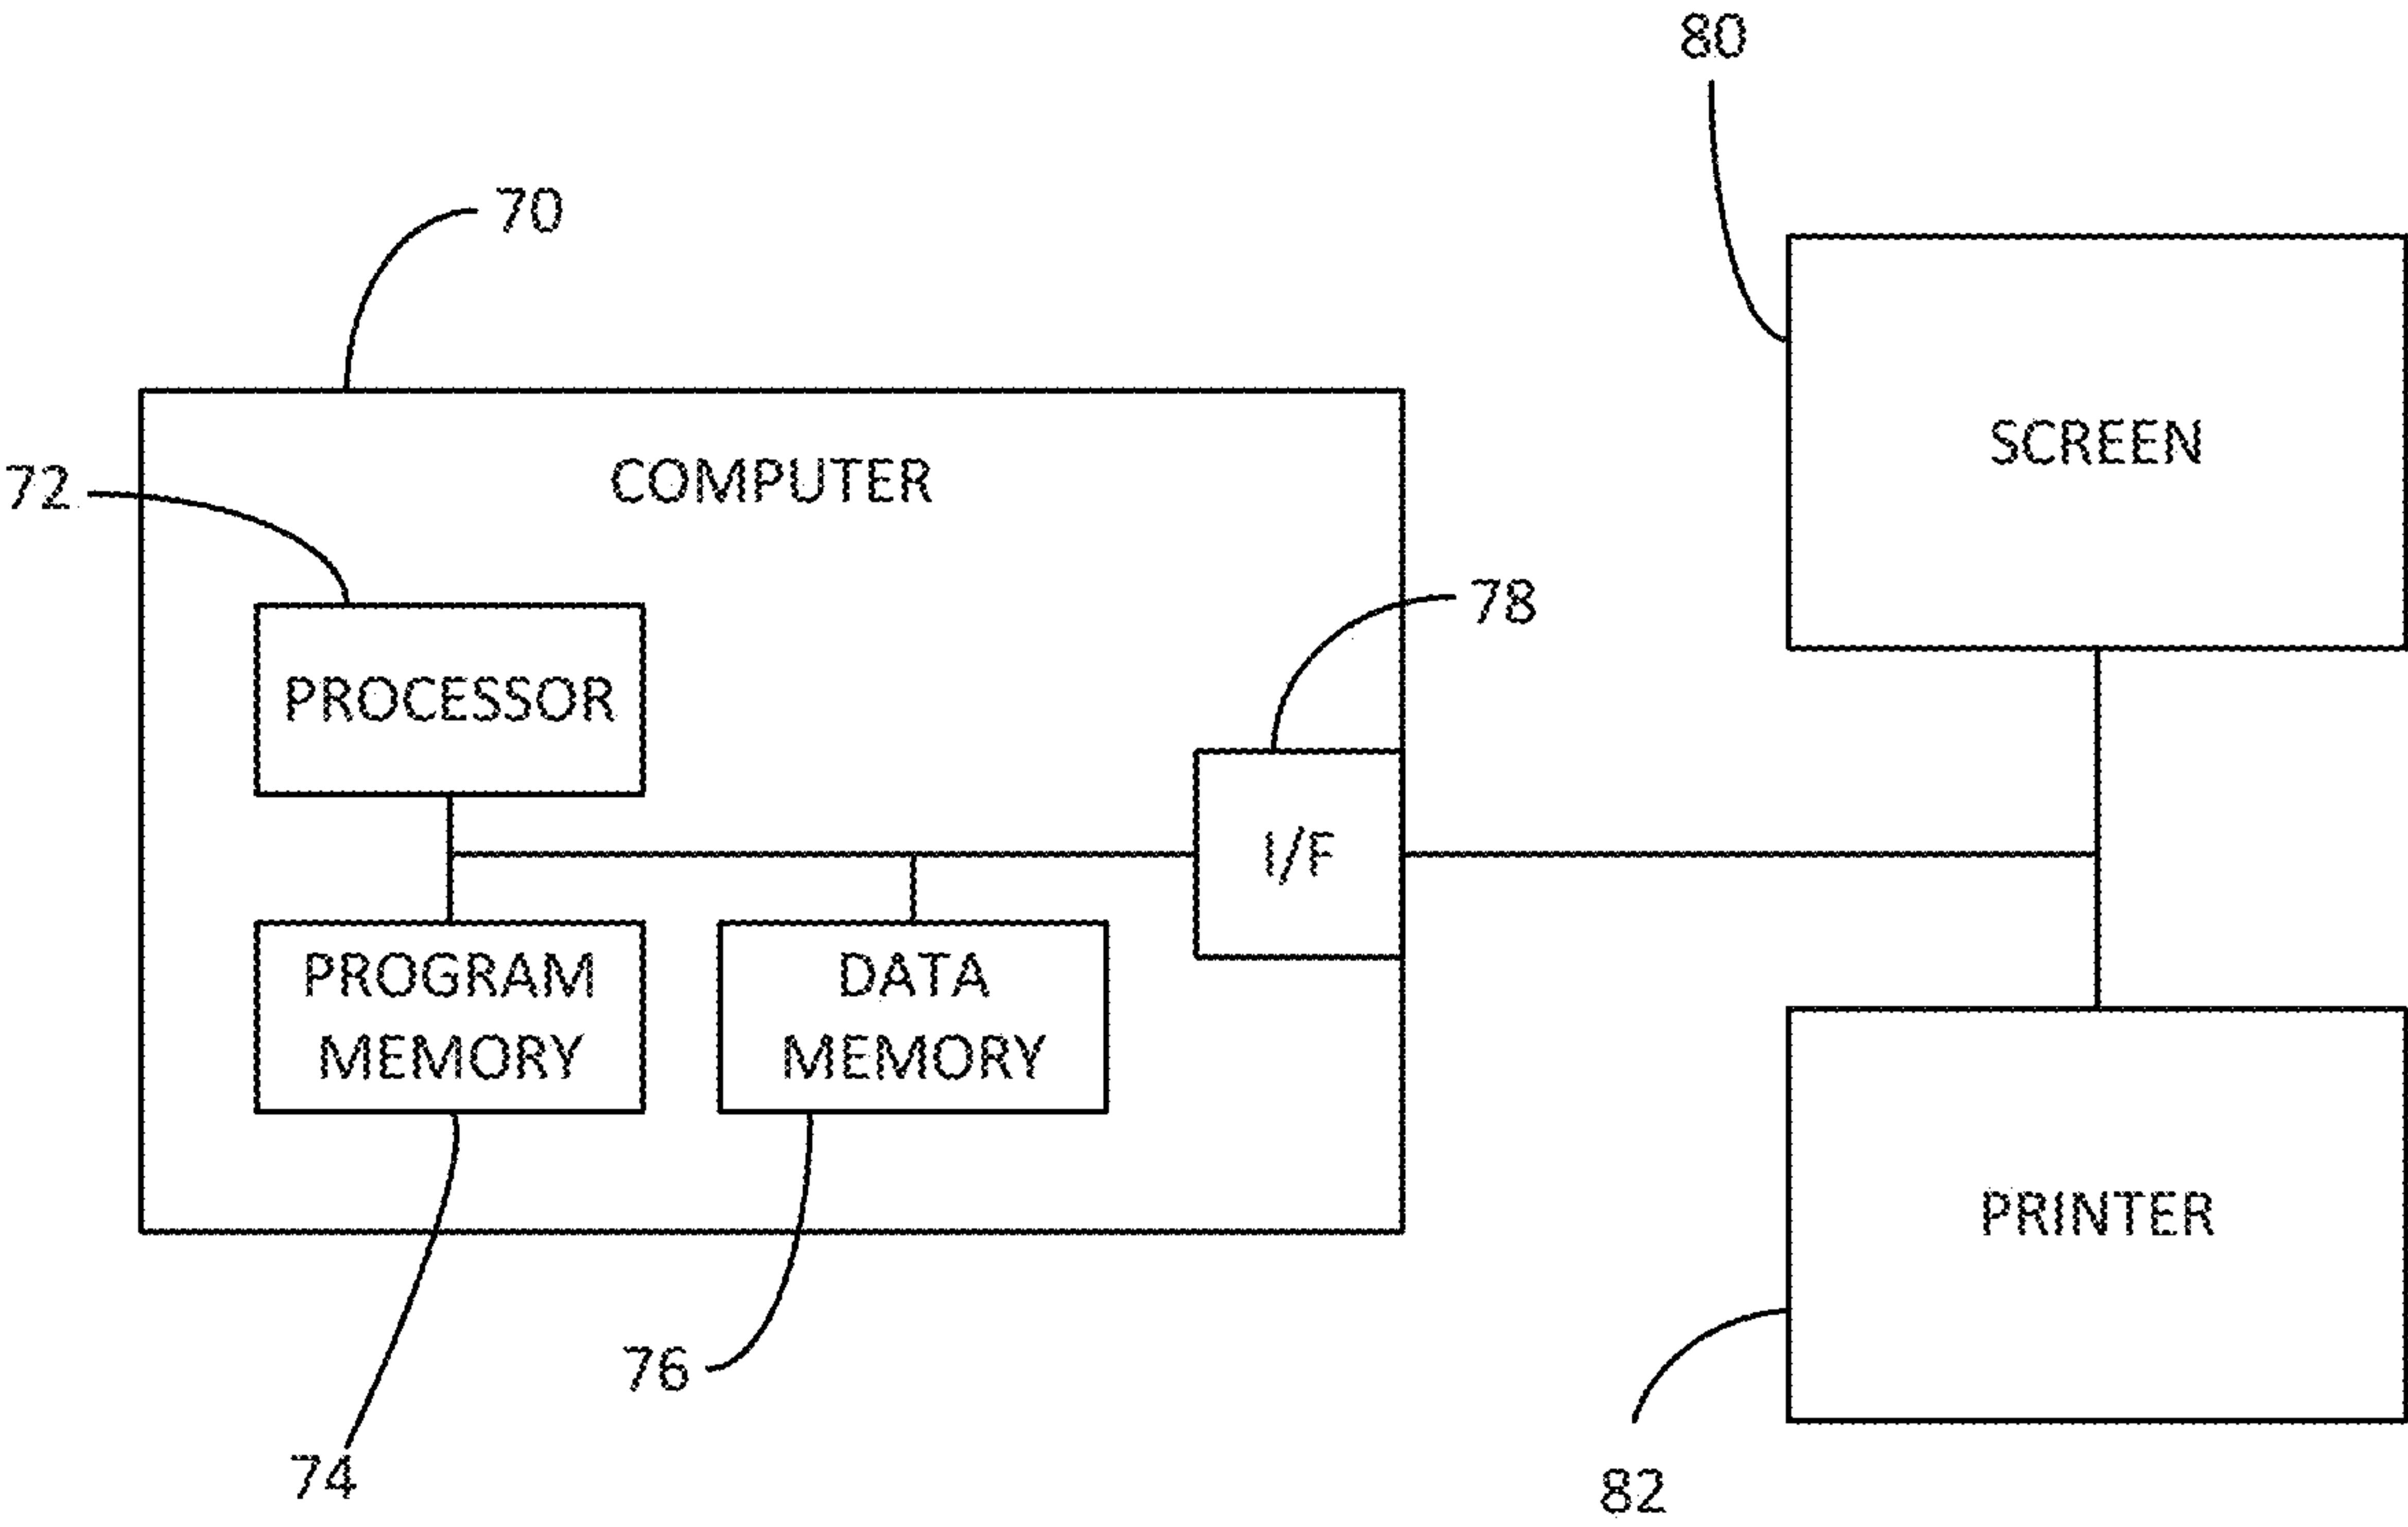 80
70
COMPUTER
SCREEN
72
78
PROCESSOR
I/F
PROGRAM
MEMORY
DATA
MEMORY
PRINTER
76
74
82